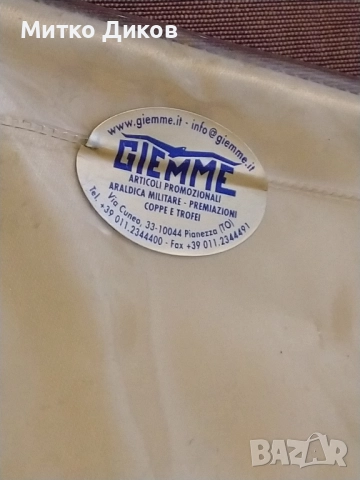 Митко Диков
www.giemme.it - info@giemme.it
GIEMME
ARTICOLI PROMOZIONALI
ARALDICA MILITARE - PREMIAZIONI
COPPE E TROFEI
Via Cuneo, 33-10044 Pianezza (TO)
Tel. +39 011.2344400 - Fax +39 011.2344491
BAZAR